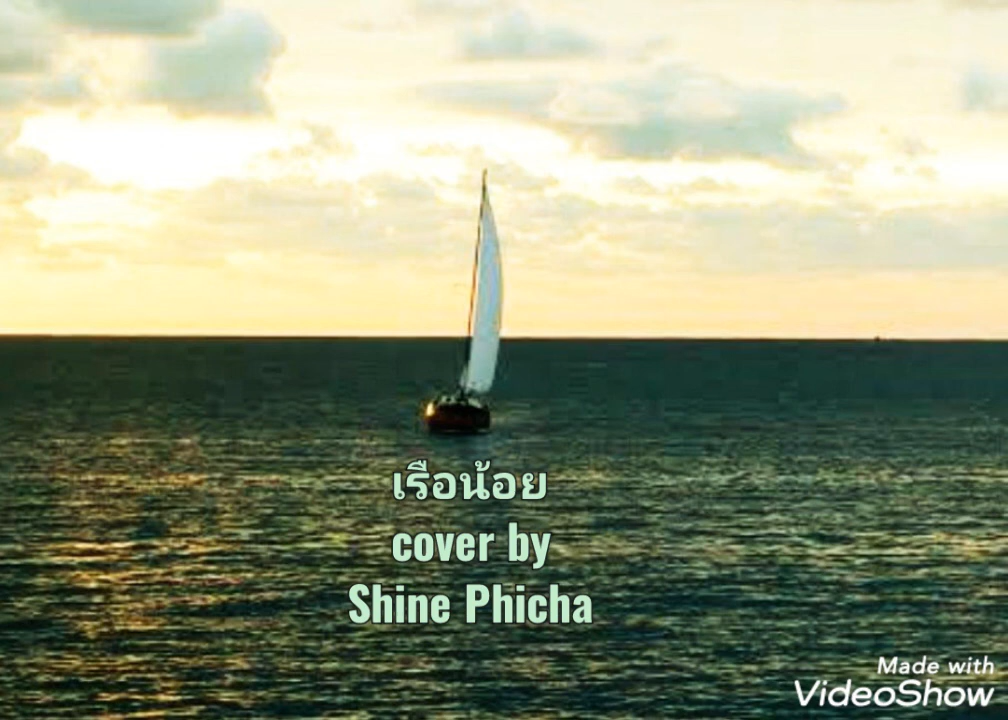 เรือน้อย
cover by
Shine Phicha
Made with
VideoShow